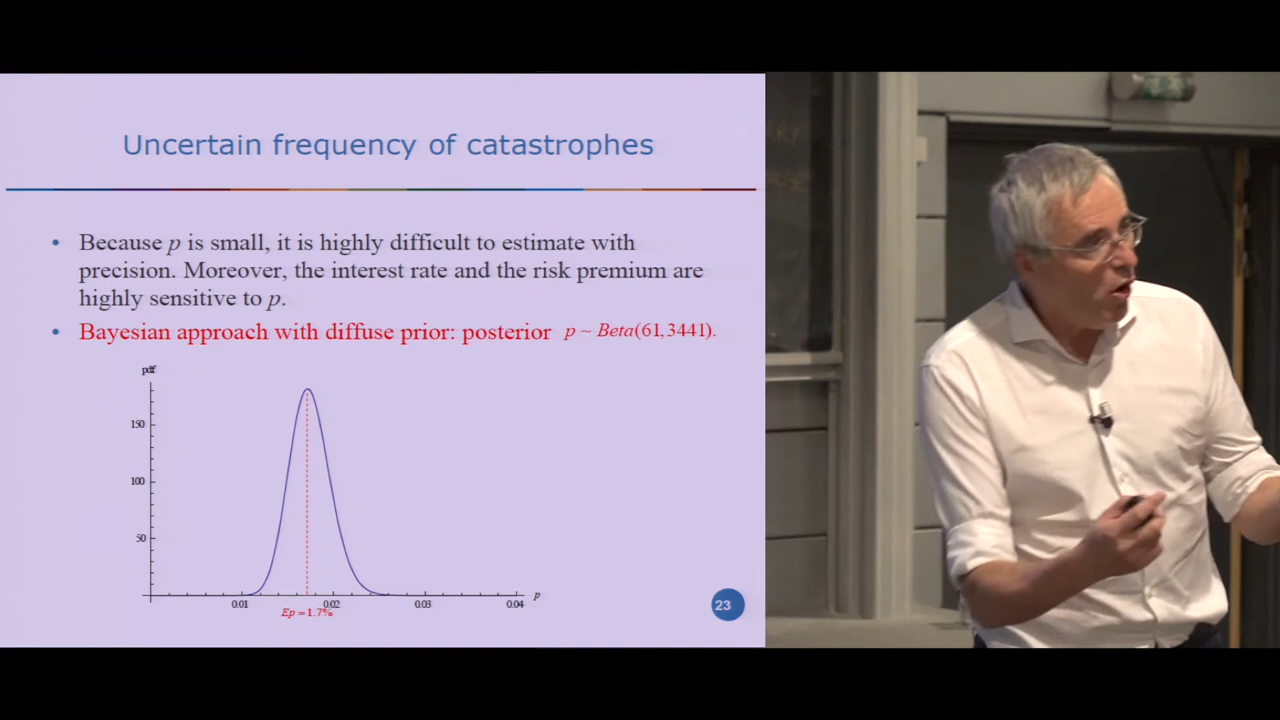 Uncertain frequency of catastrophes
• Because p is small, it is highly difficult to estimate with
precision. Moreover, the interest rate and the risk premium are
highly sensitive to p.
• Bayesian approach with diffuse prior: posterior p ~ Beta(61,3441).
pdf
150
100
50
0.01 0.02 0.03 0.04 p
Ep = 1.7%
23